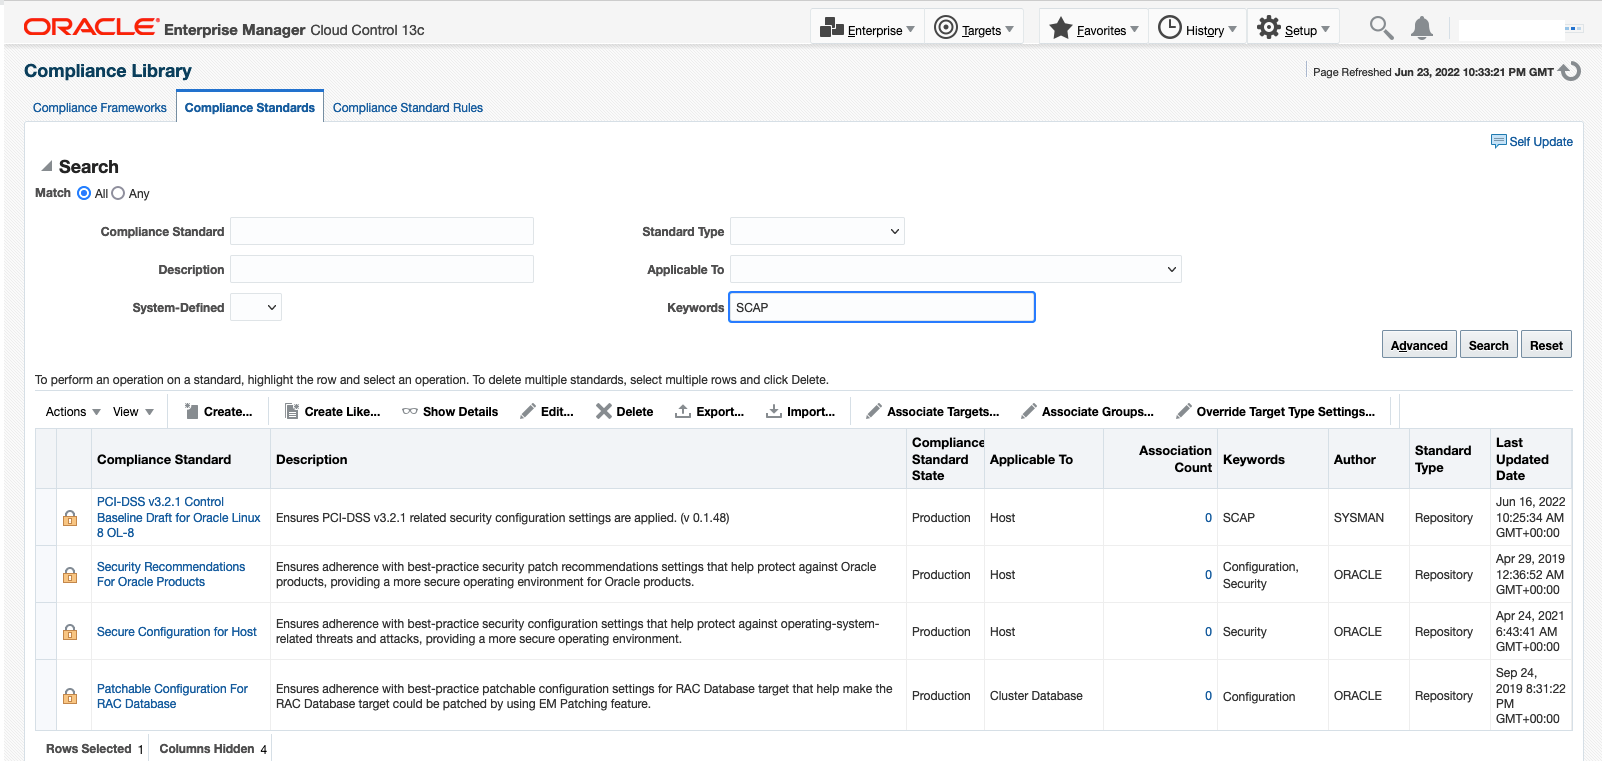 ORACLE® Enterprise Manager Cloud Control 13c
Enterprise Targets Favorites History Setup
Compliance Library
Page Refreshed Jun 23, 2022 10:33:21 PM GMT
Compliance Frameworks Compliance Standards Compliance Standard Rules
Self Update
Search
Match All Any
Compliance Standard Standard Type
Description Applicable To
System-Defined Keywords SCAP
Advanced Search Reset
To perform an operation on a standard, highlight the row and select an operation. To delete multiple standards, select multiple rows and click Delete.
Actions View Create... Create Like... Show Details Edit... Delete Export... Import... Associate Targets... Associate Groups... Override Target Type Settings...
Compliance Standard
Description
Compliance
Standard
State
Applicable To
Association
Count
Keywords
Author
Standard
Type
Last
Updated
Date
PCI-DSS v3.2.1 Control
Baseline Draft for Oracle Linux
8 OL-8
Ensures PCI-DSS v3.2.1 related security configuration settings are applied. (v 0.1.48)
Production
Host
0
SCAP
SYSMAN
Repository
Jun 16, 2022
10:25:34 AM
GMT+00:00
Security Recommendations
For Oracle Products
Ensures adherence with best-practice security patch recommendations settings that help protect against Oracle
products, providing a more secure operating environment for Oracle products.
Production
Host
0
Configuration,
Security
ORACLE
Repository
Apr 29, 2019
12:36:52 AM
GMT+00:00
Secure Configuration for Host
Ensures adherence with best-practice security configuration settings that help protect against operating-system-
related threats and attacks, providing a more secure operating environment.
Production
Host
0
Security
ORACLE
Repository
Apr 24, 2021
6:43:41 AM
GMT+00:00
Patchable Configuration For
RAC Database
Ensures adherence with best-practice patchable configuration settings for RAC Database target that help make the
RAC Database target could be patched by using EM Patching feature.
Production
Cluster Database
0
Configuration
ORACLE
Repository
Sep 24,
2019 8:31:22
PM
GMT+00:00
Rows Selected 1 Columns Hidden 4